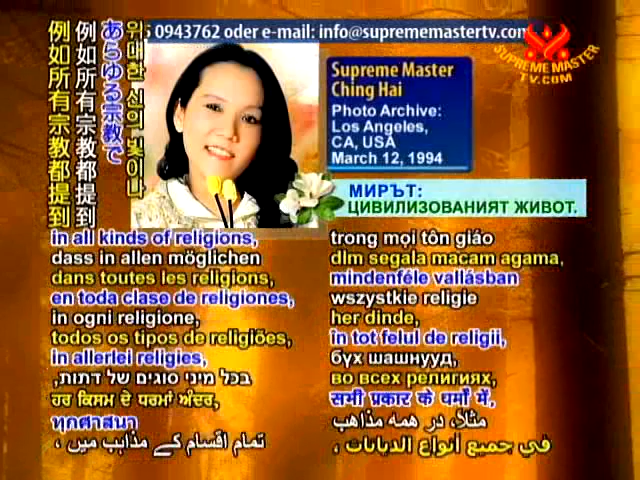 5 0943762 oder e-mail: info@suprememastertv.com
SUPREME MASTER
TV.COM
例如所有宗教都提到
例如所有宗教都提到
あらゆる宗教で
위대한 신의 빛이나
Supreme Master
Ching Hai
Photo Archive:
Los Angeles,
CA, USA
March 12, 1994
МИРЪТ:
ЦИВИЛИЗОВАНИЯТ ЖИВОТ.
in all kinds of religions,
dass in allen möglichen
dans toutes les religions,
en toda clase de religiones,
in ogni religione,
todos os tipos de religiões,
in allerlei religies,
בכל מיני סוגים של דתות,
ਹਰ ਕਿਸਮ ਦੇ ਧਰਮਾਂ ਅੰਦਰ,
ทุกศาสนา
تمام اقسام کے مذاہب میں ،
trong mọi tôn giáo
dlm segala macam agama,
mindenféle vallásban
wszystkie religie
her dinde,
în tot felul de religii,
бүх шашнууд,
во всех религиях,
सभी प्रकार के धर्मों में,
مثلاً، در همه مذاهب
في جميع أنواع الديانات ،